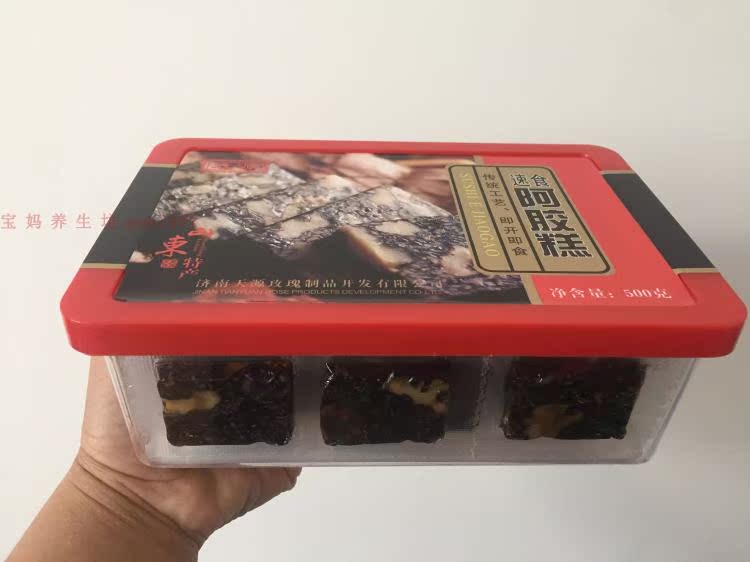 宝妈养生坊
速食
阿胶糕
SUSHI EJIAOGAO
传统工艺，即开即食
山東
特产
济南天源玫瑰制品开发有限公司
JINAN TIANYUAN ROSE PRODUCTS DEVELOPMENT CO.,LTD
净含量：500克